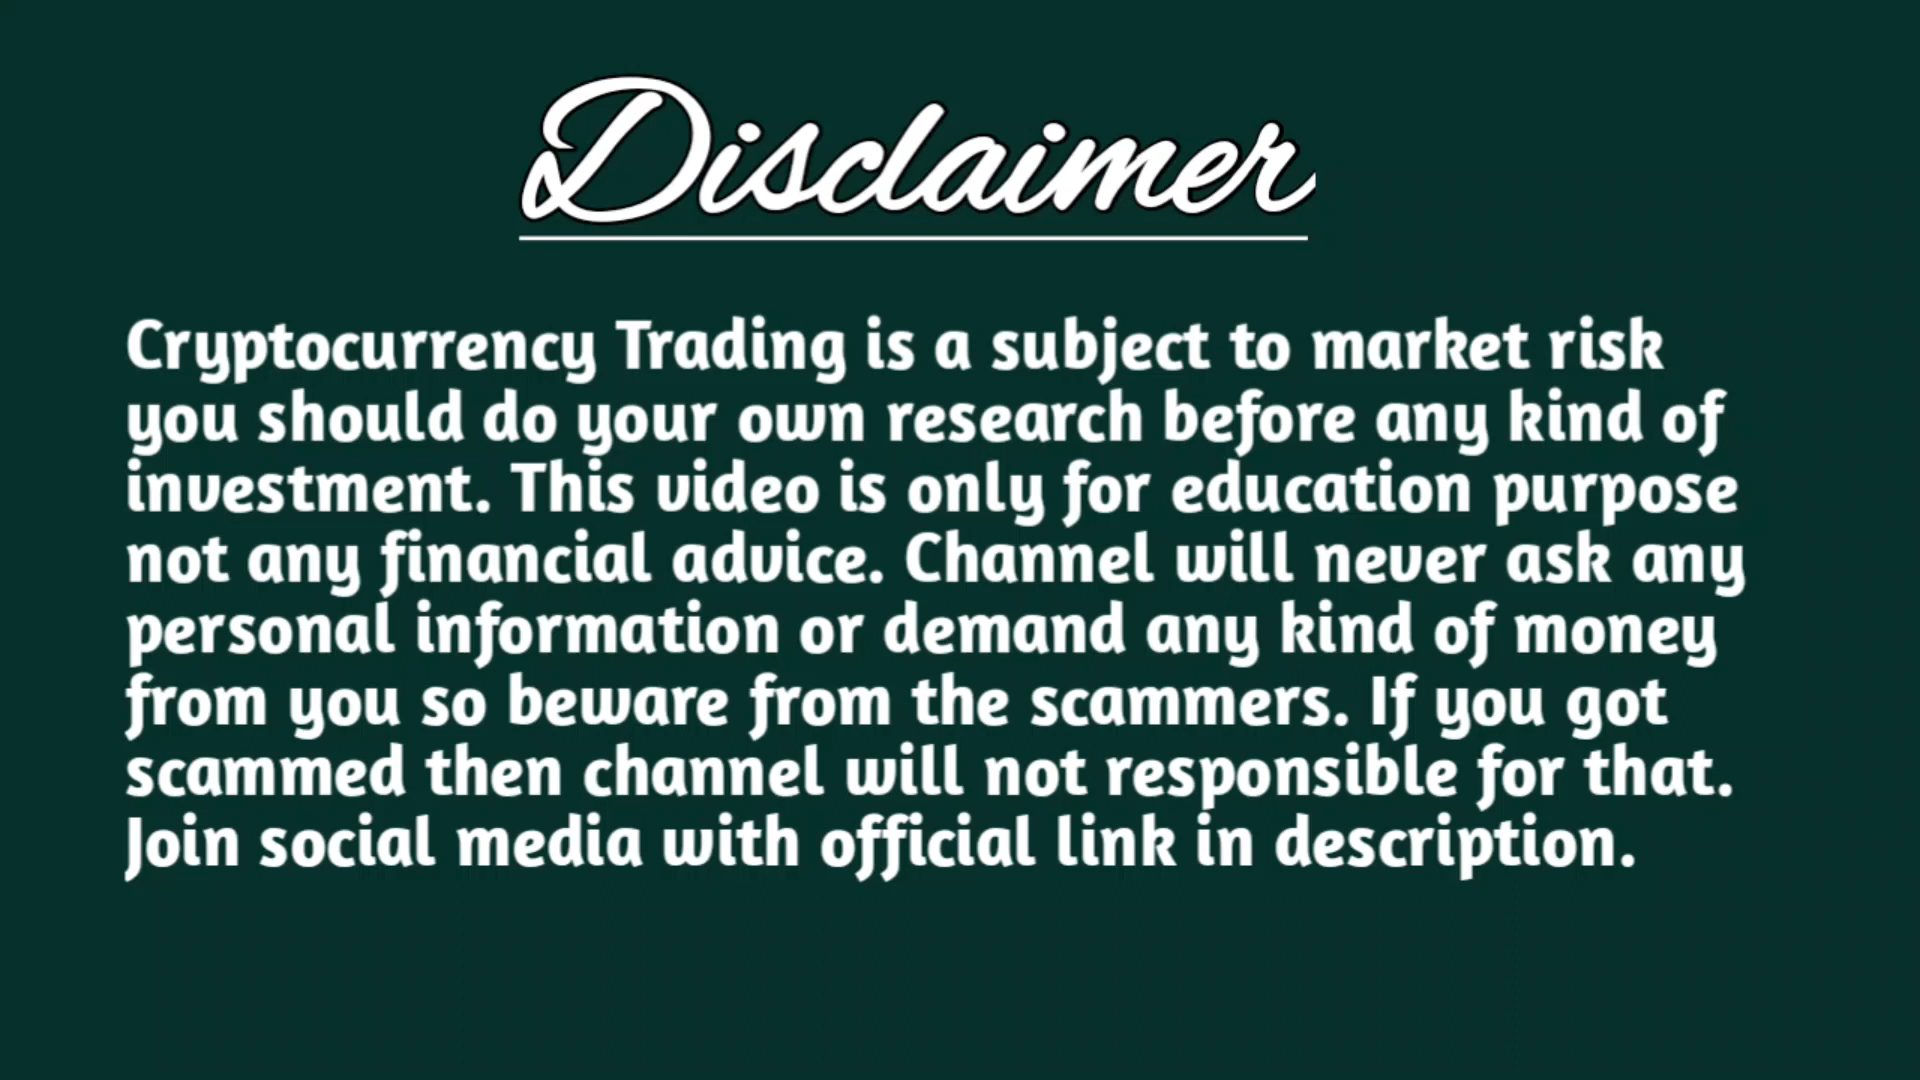 Disclaimer
Cryptocurrency Trading is a subject to market risk
you should do your own research before any kind of
investment. This video is only for education purpose
not any financial advice. Channel will never ask any
personal information or demand any kind of money
from you so beware from the scammers. If you got
scammed then channel will not responsible for that.
Join social media with official link in description.